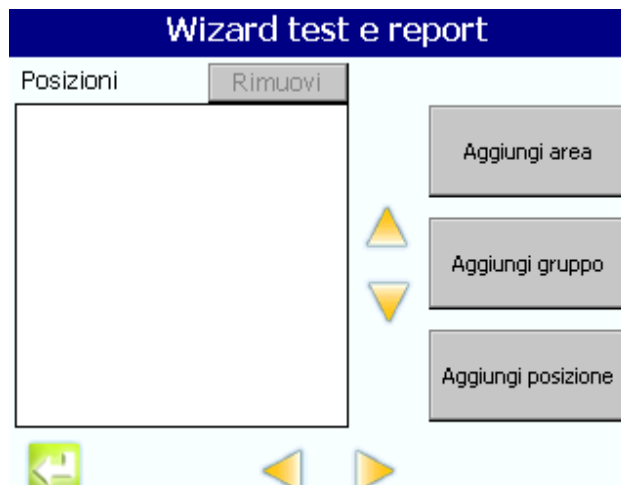 Wizard test e report
Posizioni
Rimuovi
Aggiungi area
Aggiungi gruppo
Aggiungi posizione